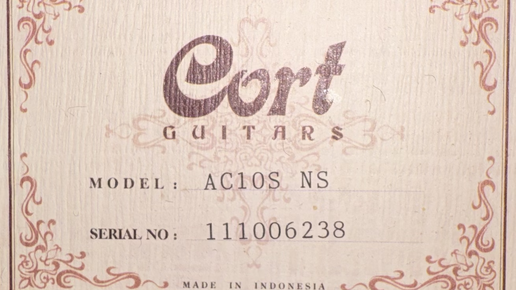 Cort
GUITARS
MODEL: AC10S NS
SERIAL NO: 111006238
MADE IN INDONESIA